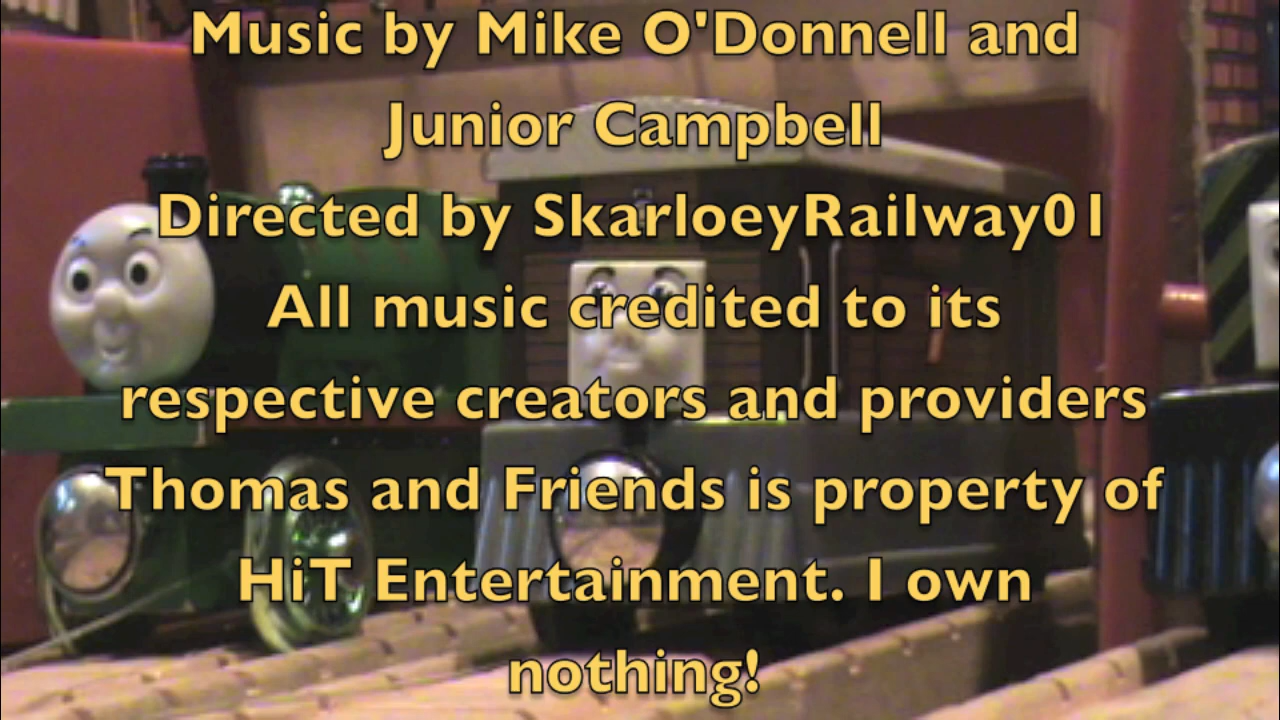 Music by Mike O'Donnell and
Junior Campbell
Directed by SkarloeyRailway01
All music credited to its
respective creators and providers
Thomas and Friends is property of
HiT Entertainment. I own
nothing!